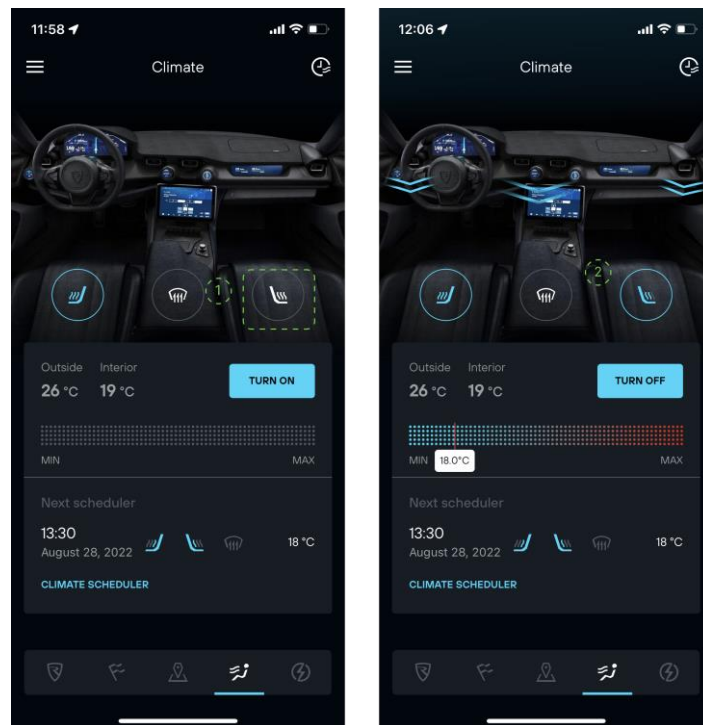 11:58
Climate
1
Outside Interior
26 °C 19 °C
TURN ON
MIN MAX
Next scheduler
13:30
August 28, 2022
18 °C
CLIMATE SCHEDULER
12:06
Climate
2
Outside Interior
26 °C 19 °C
TURN OFF
MIN 18.0°C MAX
Next scheduler
13:30
August 28, 2022
18 °C
CLIMATE SCHEDULER